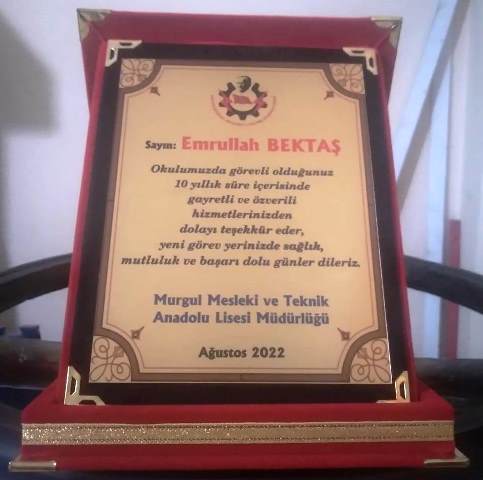 Sayın: Emrullah BEKTAŞ
Okulumuzda görevli olduğunuz
10 yıllık süre içerisinde
gayretli ve özverili
hizmetlerinizden
dolayı teşekkür eder,
yeni görev yerinizde sağlık,
mutluluk ve başarı dolu günler dileriz.
Murgul Mesleki ve Teknik
Anadolu Lisesi Müdürlüğü
Ağustos 2022